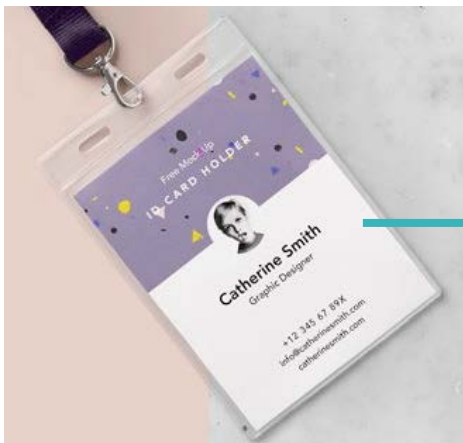 Free Mock-Up
ID CARD HOLDER
Catherine Smith
Graphic Designer
+12 345 67 89X
info@catherinesmith.com
catherinesmith.com